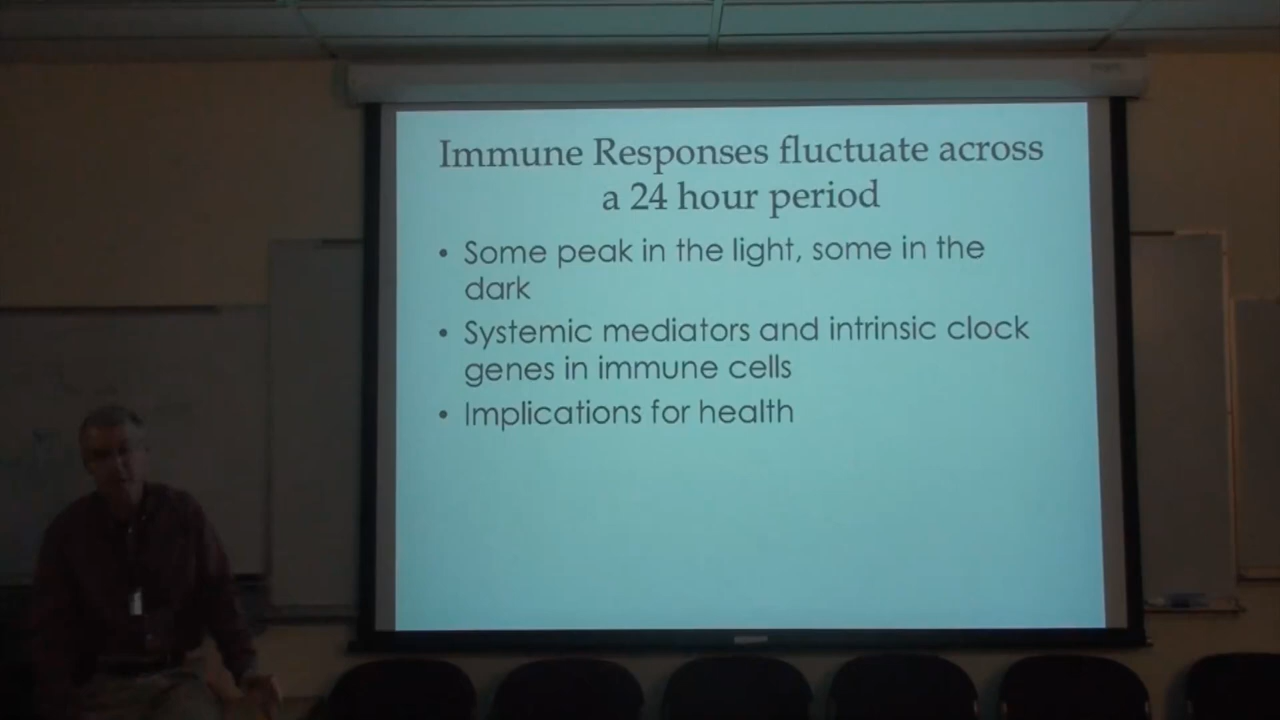 Immune Responses fluctuate across
a 24 hour period
• Some peak in the light, some in the
dark
• Systemic mediators and intrinsic clock
genes in immune cells
• Implications for health